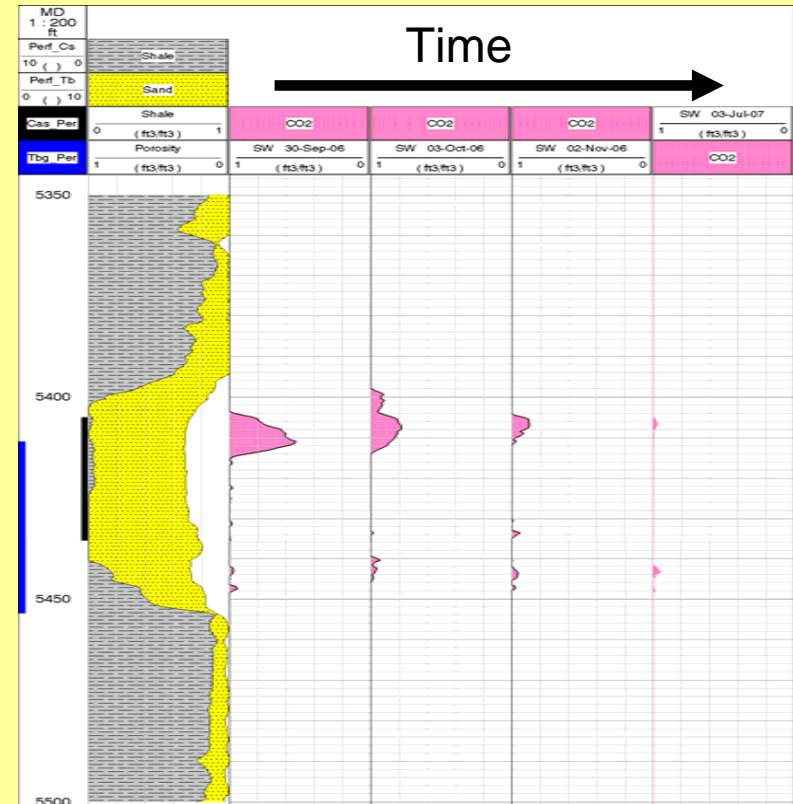 MD
1 : 200
ft
Time
Perf_Cs
10 ( ) 0
Shale
Perf_Tb
0 ( ) 10
Sand
Cas_Per
Shale
0 ( ft3/ft3 ) 1
CO2
CO2
CO2
SW 03-Jul-07
1 ( ft3/ft3 ) 0
Tbg_Per
Porosity
1 ( ft3/ft3 ) 0
SW 30-Sep-06
1 ( ft3/ft3 ) 0
SW 03-Oct-06
1 ( ft3/ft3 ) 0
SW 02-Nov-06
1 ( ft3/ft3 ) 0
CO2
5350
5400
5450
5500